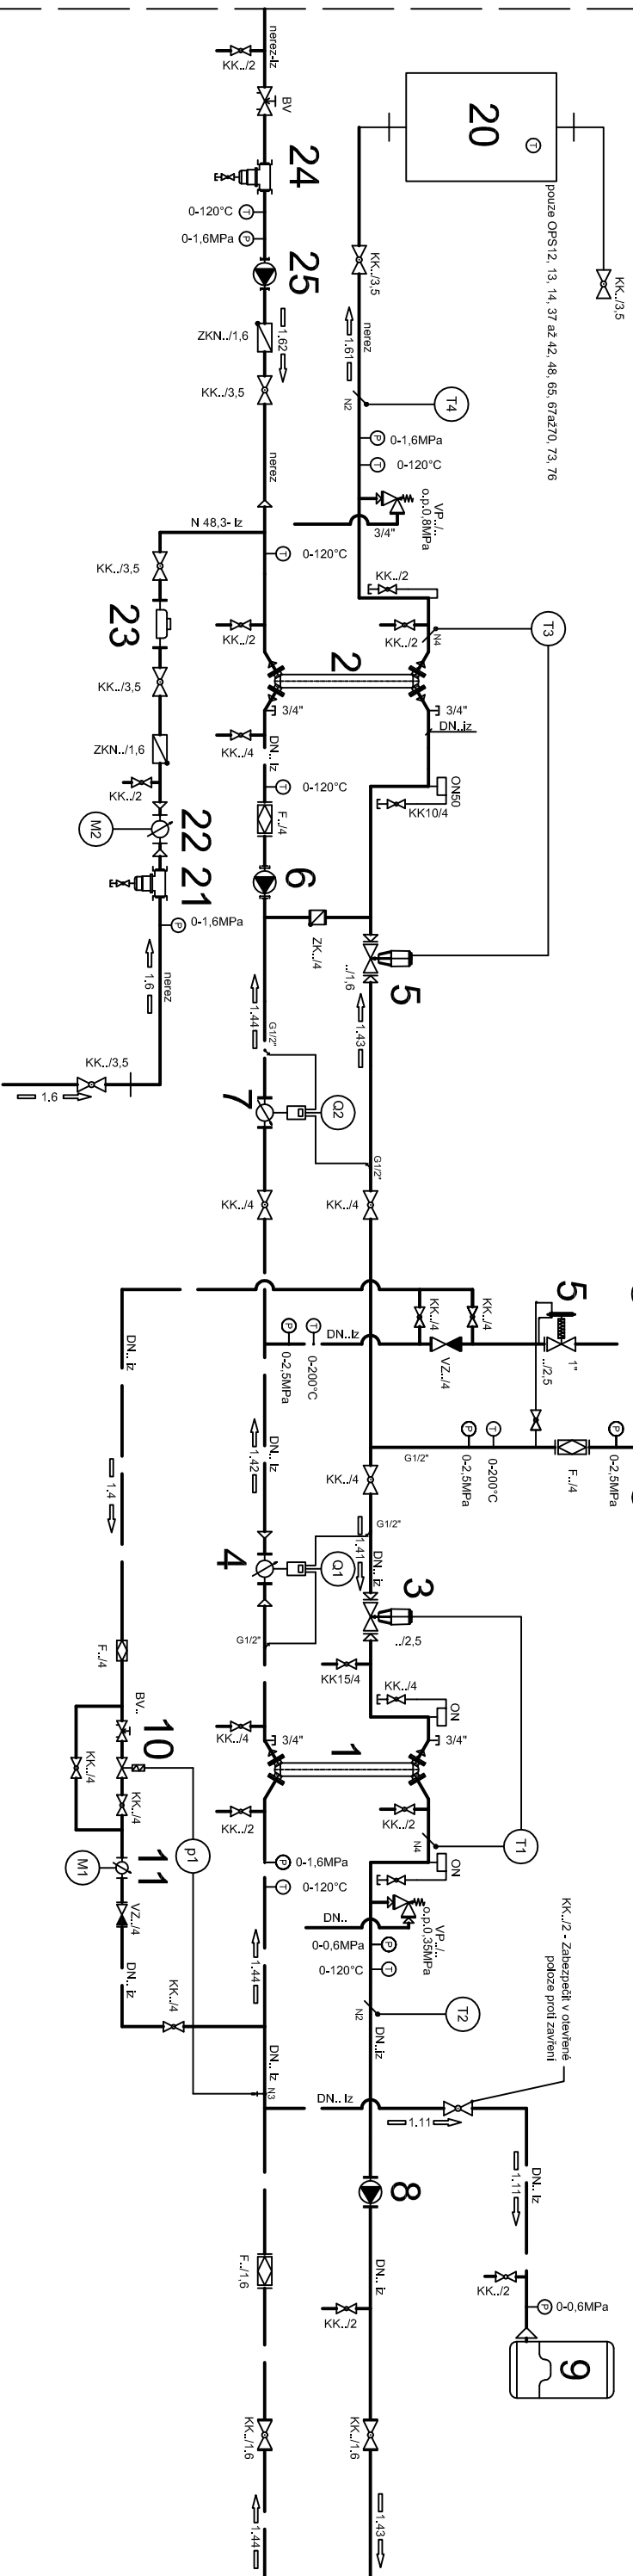 nerez-Iz
KK../2
BV
24
0-120°C
T
0-1,6MPa
P
25
20
T
pouze OPS12, 13, 14, 37 až 42, 48, 65, 67až70, 73, 76
KK../3,5
KK../3,5
ZKN../1,6
1.62
KK../3,5
nerez
1.61
N2
T4
P
0-1,6MPa
T
0-120°C
nerez
VP../..
o.p.0,8MPa
3/4"
N 48,3- Iz
T
0-120°C
KK../3,5
KK../2
KK../2
KK../2
N4
T3
23
2
KK../3,5
3/4"
3/4"
DN..iz
ZKN../1,6
KK../4
DN.. Iz
T
0-120°C
KK../2
F../4
ON50
KK10/4
M2
22
6
21
P
0-1,6MPa
ZK../4
../1,6
5
nerez
1.6
1.44
1.43
KK../3,5
1.6
G1/2"
7
Q2
G1/2"
KK../4
KK../4
KK../4
KK../4
5
1"
../2,5
VZ../4
DN..Iz
P
0-2,5MPa
T
0-200°C
DN.. iz
G1/2"
P
0-2,5MPa
T
0-200°C
F../4
P
0-2,5MPa
DN.. Iz
1.42
KK../4
1.4
G1/2"
1.41
DN.. iz
4
Q1
3
../2,5
G1/2"
F../4
KK15/4
KK../4
ON
BV..
10
KK../4
3/4"
3/4"
KK../4
1
KK../4
KK../2
KK../2
N4
T1
p1
M1
11
P
0-1,6MPa
T
0-120°C
ON
VP../..
o.p.0,35MPa
DN..
VZ../4
0-0,6MPa
P
0-120°C
T
DN.. iz
KK../4
1.44
N2
T2
DN..iz
KK../2 - Zabezpečit v otevřené
poloze proti zavření
DN.. Iz
N3
DN.. Iz
1.11
DN.. Iz
1.11
8
F../1,6
DN.. iz
KK../2
KK../2
P
0-0,6MPa
9
KK../1.6
KK../1.6
1.44
1.43